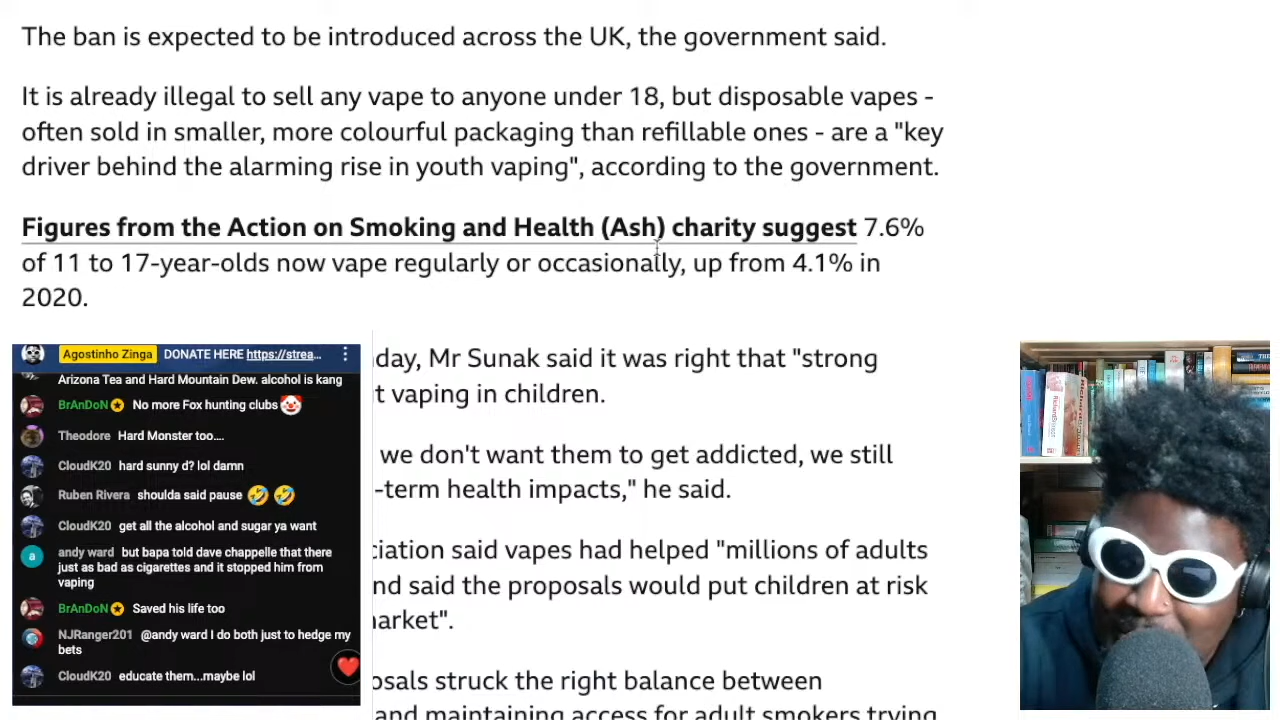 The ban is expected to be introduced across the UK, the government said.
It is already illegal to sell any vape to anyone under 18, but disposable vapes -
often sold in smaller, more colourful packaging than refillable ones - are a "key
driver behind the alarming rise in youth vaping", according to the government.
Figures from the Action on Smoking and Health (Ash) charity suggest 7.6%
of 11 to 17-year-olds now vape regularly or occasionally, up from 4.1% in
2020.
day, Mr Sunak said it was right that "strong
t vaping in children.
we don't want them to get addicted, we still
-term health impacts," he said.
ciation said vapes had helped "millions of adults
nd said the proposals would put children at risk
arket".
osals struck the right balance between
and maintaining access for adult smokers trying
Agostinho Zinga DONATE HERE https://strea...
Arizona Tea and Hard Mountain Dew. alcohol is kang
BrAnDoN No more Fox hunting clubs 🤡
Theodore Hard Monster too....
CloudK20 hard sunny d? lol damn
Ruben Rivera shoulda said pause 🤣 🤣
CloudK20 get all the alcohol and sugar ya want
a andy ward but bapa told dave chappelle that there
just as bad as cigarettes and it stopped him from
vaping
BrAnDoN Saved his life too
NJRanger201 @andy ward I do both just to hedge my
bets
CloudK20 educate them...maybe lol